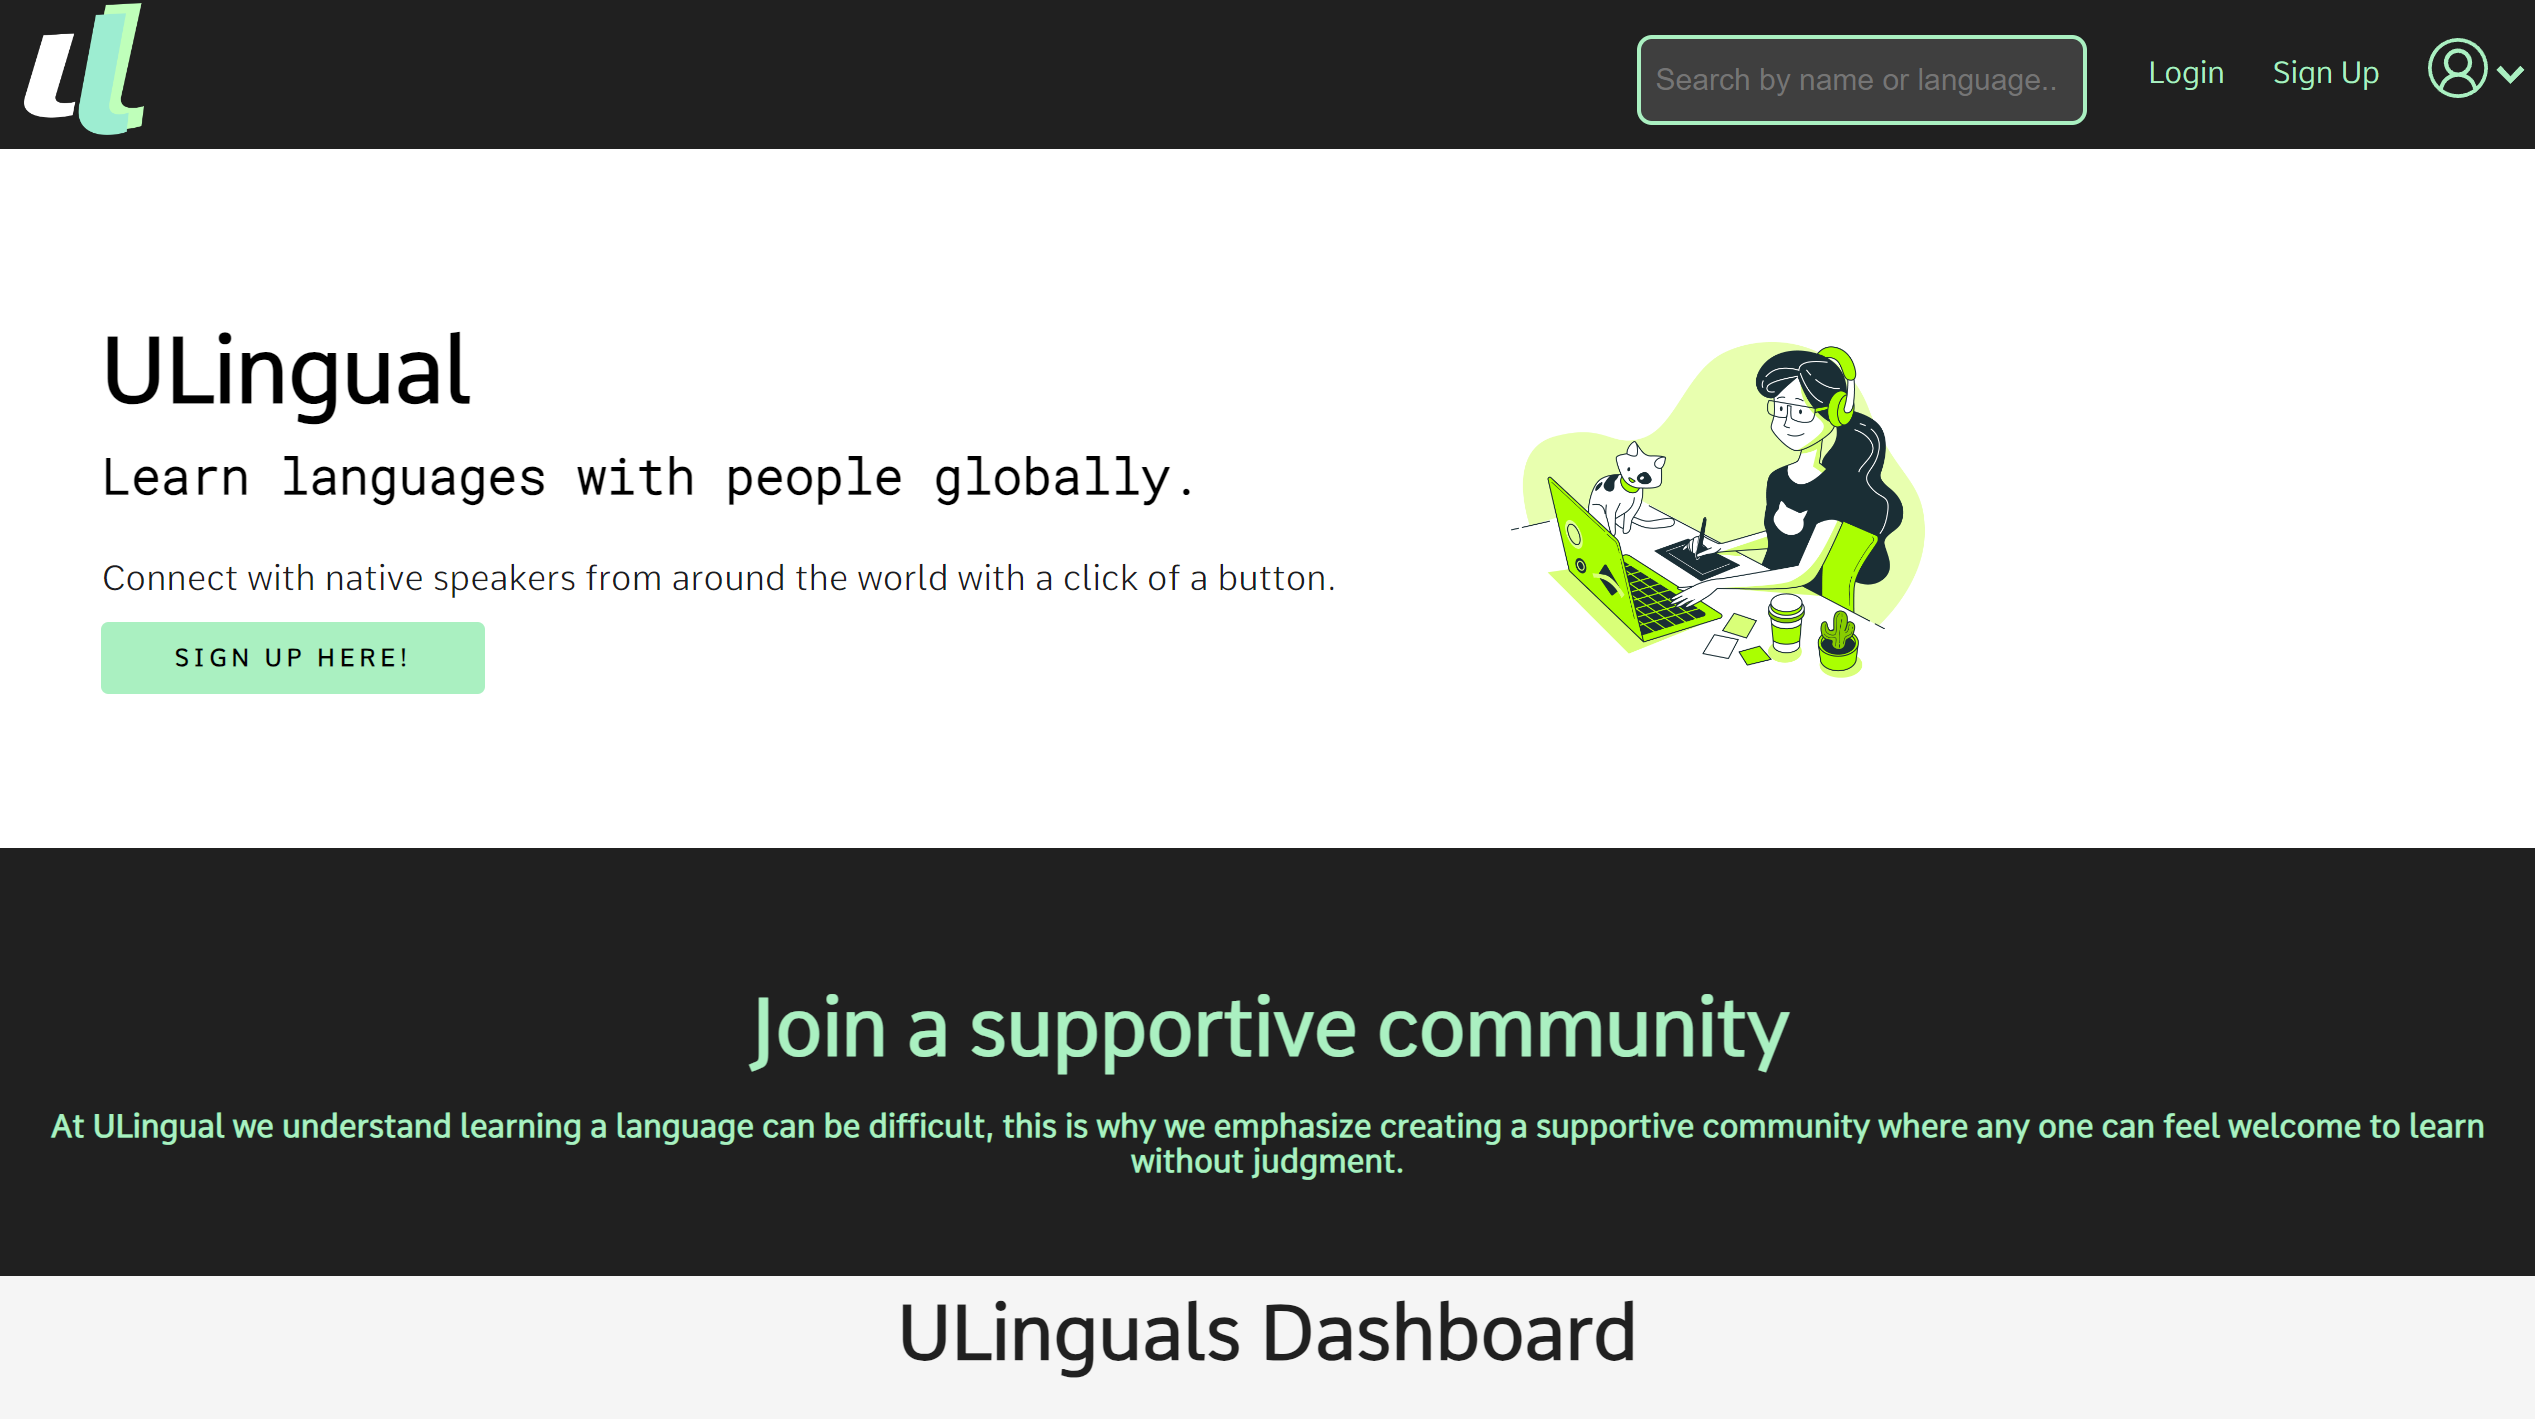 ul
Search by name or language..
Login
Sign Up
ULingual
Learn languages with people globally.
Connect with native speakers from around the world with a click of a button.
SIGN UP HERE!
Join a supportive community
At ULingual we understand learning a language can be difficult, this is why we emphasize creating a supportive community where any one can feel welcome to learn
without judgment.
ULinguals Dashboard